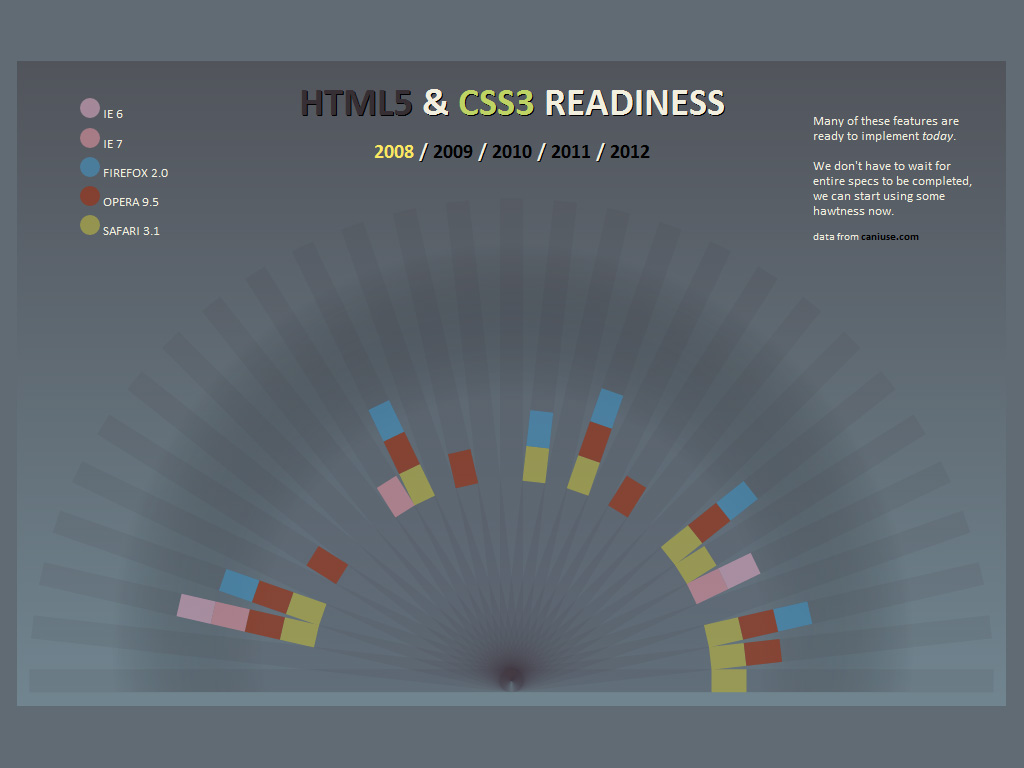 HTML5 & CSS3 READINESS
2008 / 2009 / 2010 / 2011 / 2012
IE 6
IE 7
FIREFOX 2.0
OPERA 9.5
SAFARI 3.1
Many of these features are
ready to implement today.
We don't have to wait for
entire specs to be completed,
we can start using some
hawtness now.
data from caniuse.com